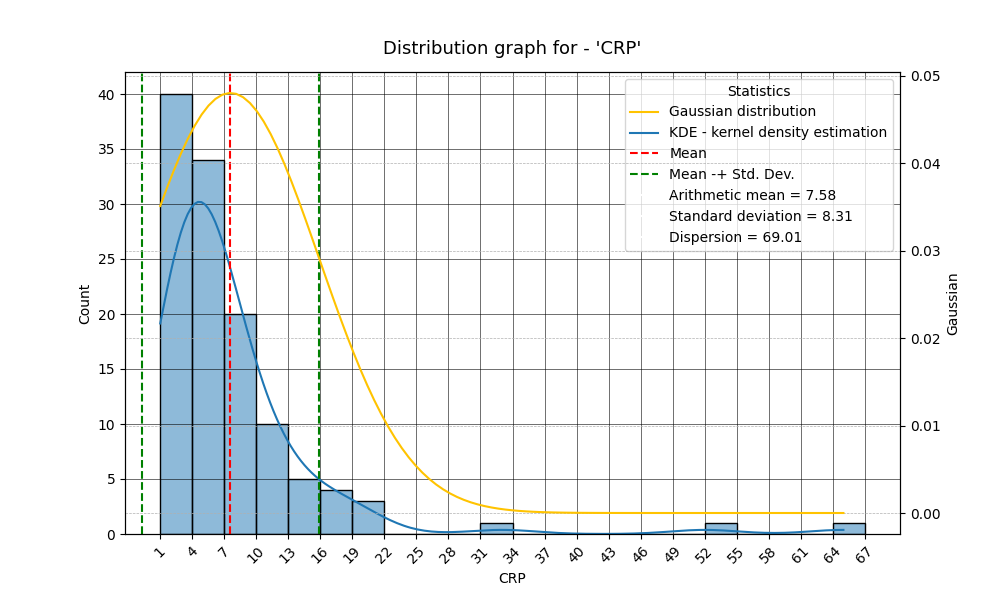 Distribution graph for - 'CRP'
Statistics
Gaussian distribution
KDE - kernel density estimation
Mean
Mean -+ Std. Dev.
Arithmetic mean = 7.58
Standard deviation = 8.31
Dispersion = 69.01
Count
40
35
30
25
20
15
10
5
0
Gaussian
0.05
0.04
0.03
0.02
0.01
0.00
1 4 7 10 13 16 19 22 25 28 31 34 37 40 43 46 49 52 55 58 61 64 67
CRP